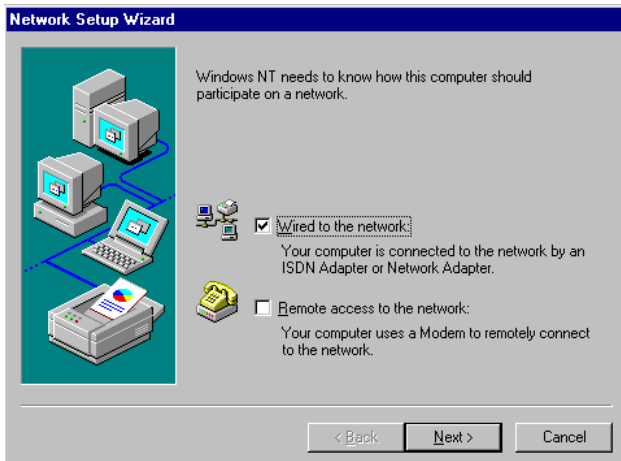 Network Setup Wizard
Windows NT needs to know how this computer should
participate on a network.
Wired to the network:
Your computer is connected to the network by an
ISDN Adapter or Network Adapter.
Remote access to the network:
Your computer uses a Modem to remotely connect
to the network.
< Back
Next >
Cancel